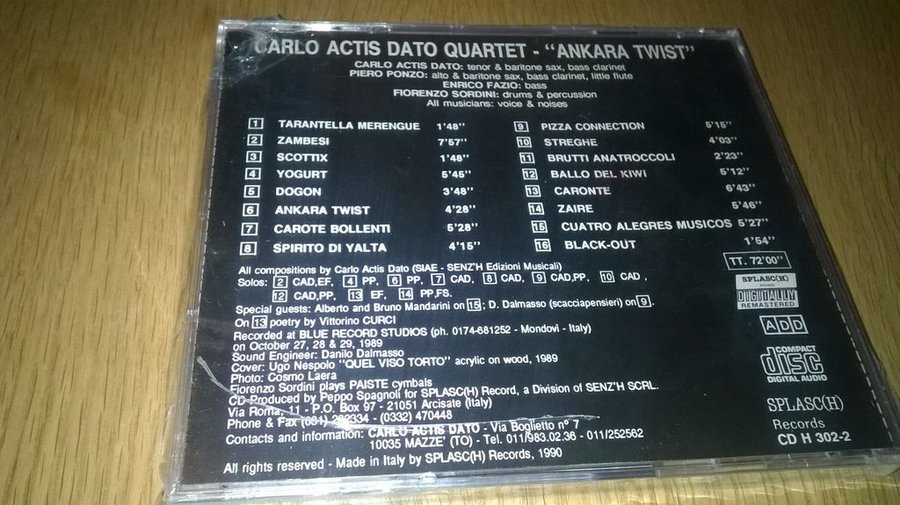 CARLO ACTIS DATO QUARTET - "ANKARA TWIST"
CARLO ACTIS DATO: tenor & baritone sax, bass clarinet
PIERO PONZO: alto & baritone sax, bass clarinet, little flute
ENRICO FAZIO: bass
FIORENZO SORDINI: drums & percussion
All musicians: voice & noises
1 TARANTELLA MERENGUE 1'48"
2 ZAMBESI 7'57"
3 SCOTTIX 1'48"
4 YOGURT 5'45"
5 DOGON 3'48"
6 ANKARA TWIST 4'28"
7 CAROTE BOLLENTI 5'28"
8 SPIRITO DI YALTA 4'15"
9 PIZZA CONNECTION 5'15"
10 STREGHE 4'03"
11 BRUTTI ANATROCCOLI 2'23"
12 BALLO DEL KIWI 5'12"
13 CARONTE 6'43"
14 ZAIRE 5'46"
15 CUATRO ALEGRES MUSICOS 5'27"
16 BLACK-OUT 1'54"
TT. 72'00"
All compositions by Carlo Actis Dato (SIAE - SENZ'H Edizioni Musicali)
Solos: 2 CAD,EF, 4 PP, 6 PP, 7 CAD, 8 CAD, 9 CAD,PP, 10 CAD,
12 CAD,PP, 13 EF, 14 PP,FS.
Special guests: Alberto and Bruno Mandarini on 15; D. Dalmasso (scacciapensieri) on 9.
On 13 poetry by Vittorino CURCI
Recorded at BLUE RECORD STUDIOS (ph. 0174-681252 - Mondovì - Italy)
on October 27, 28 & 29, 1989
Sound Engineer: Danilo Dalmasso
Cover: Ugo Nespolo "QUEL VISO TORTO" acrylic on wood, 1989
Photo: Cosmo Laera
Fiorenzo Sordini plays PAISTE cymbals
CD Produced by Peppo Spagnoli for SPLASC(H) Record, a Division of SENZ'H SCRL.
Via Roma, 11 - P.O. Box 97 - 21051 Arcisate (Italy)
Phone & Fax - (0332) 470448
Contacts and information: CARLO ACTIS DATO - Via Boglietto n° 7
10035 MAZZE' (TO) - Tel. 011/983.02.36 - 011/252562
All rights reserved - Made in Italy by SPLASC(H) Records, 1990
SPLASC(H)
DIGITALLY
REMASTERED
ADD
COMPACT
disc
DIGITAL AUDIO
SPLASC(H)
Records
CD H 302-2